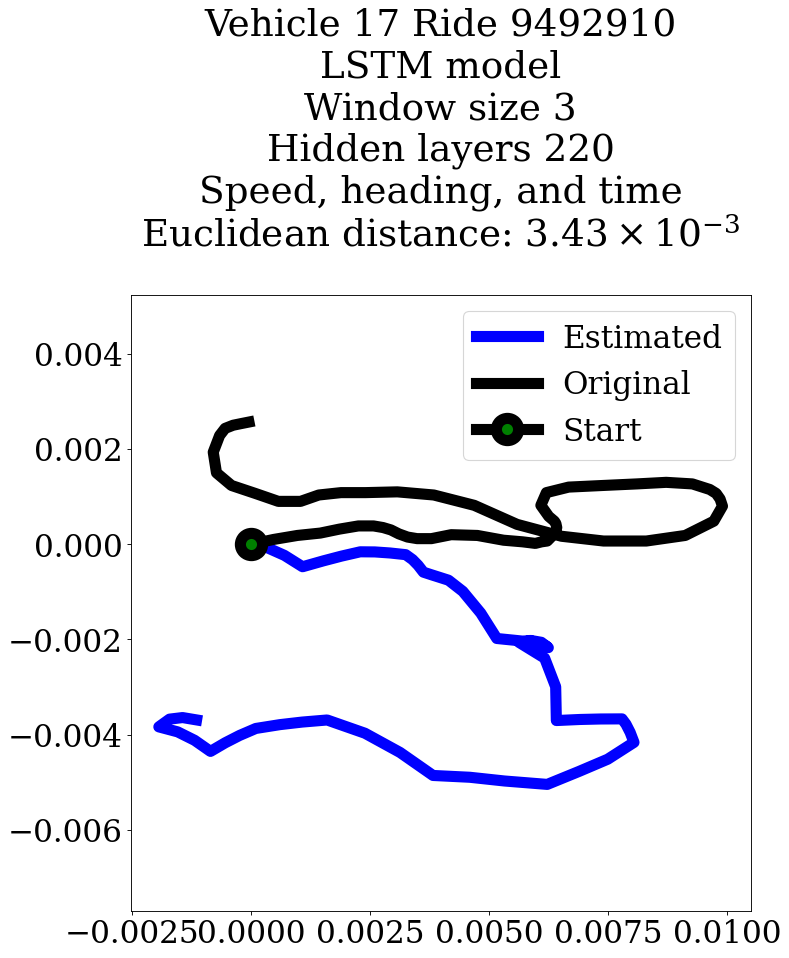 Vehicle 17 Ride 9492910
LSTM model
Window size 3
Hidden layers 220
Speed, heading, and time
Euclidean distance: 3.43 × 10⁻³
Estimated
Original
Start
0.004
0.002
0.000
−0.002
−0.004
−0.006
−0.0025 0.0000 0.0025 0.0050 0.0075 0.0100